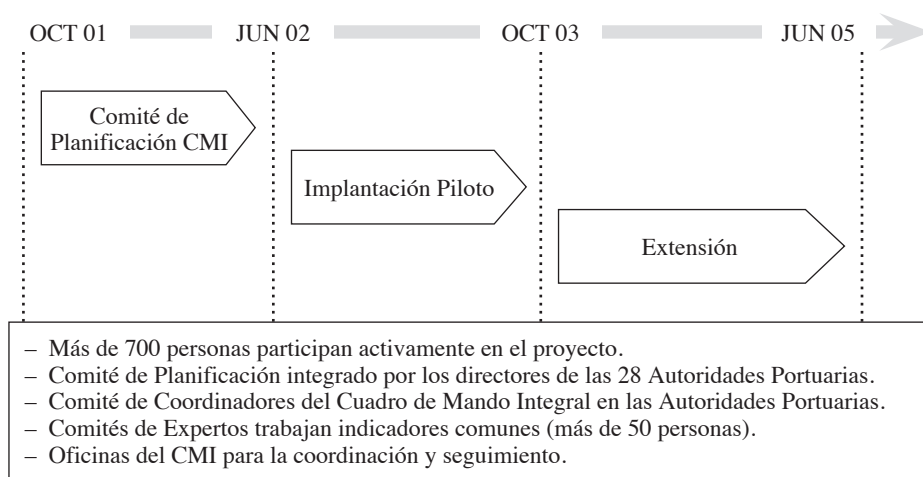 OCT 01 JUN 02 OCT 03 JUN 05
Comité de
Planificación CMI
Implantación Piloto
Extensión
– Más de 700 personas participan activamente en el proyecto.
– Comité de Planificación integrado por los directores de las 28 Autoridades Portuarias.
– Comité de Coordinadores del Cuadro de Mando Integral en las Autoridades Portuarias.
– Comités de Expertos trabajan indicadores comunes (más de 50 personas).
– Oficinas del CMI para la coordinación y seguimiento.